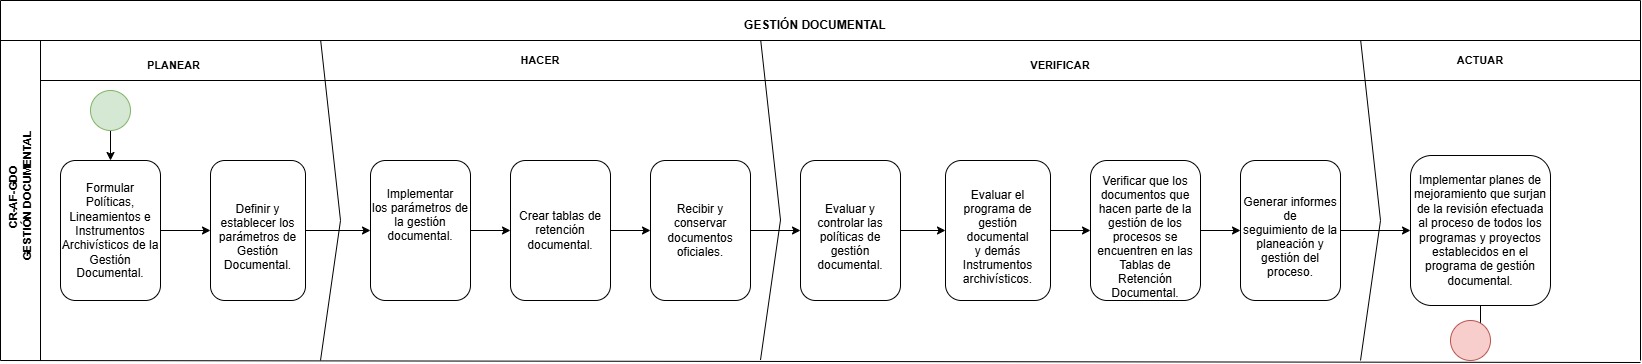 GESTIÓN DOCUMENTAL
CR-AF-GDO
GESTIÓN DOCUMENTAL
PLANEAR
HACER
VERIFICAR
ACTUAR
Formular
Políticas,
Lineamientos e
Instrumentos
Archivísticos de la
Gestión
Documental.
Definir y
establecer los
parámetros de
Gestión
Documental.
Implementar
los parámetros de
la gestión
documental.
Crear tablas de
retención
documental.
Recibir y
conservar
documentos
oficiales.
Evaluar y
controlar las
políticas de
gestión
documental.
Evaluar el
programa de
gestión
documental
y demás
Instrumentos
archivísticos.
Verificar que los
documentos que
hacen parte de la
gestión de los
procesos se
encuentren en las
Tablas de
Retención
Documental.
Generar informes
de
seguimiento de la
planeación y
gestión del
proceso.
Implementar planes de
mejoramiento que surjan
de la revisión efectuada
al proceso de todos los
programas y proyectos
establecidos en el
programa de gestión
documental.